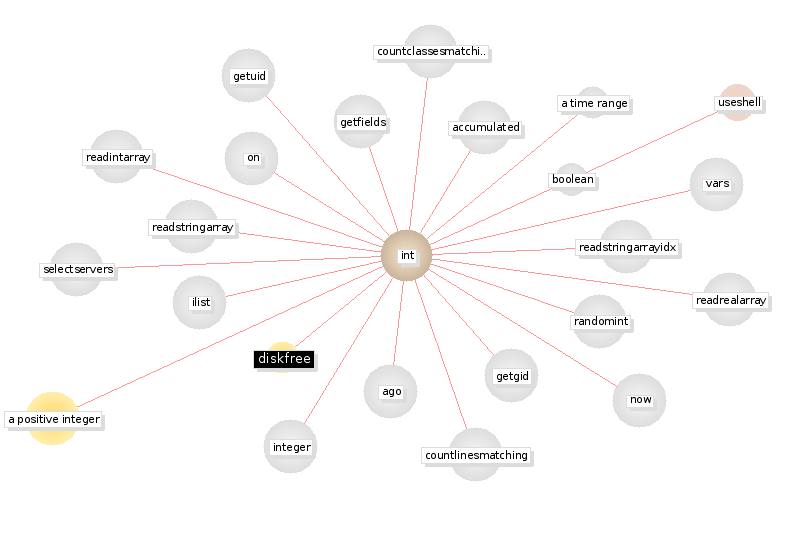 countclassesmatchi..
getuid
a time range
useshell
getfields
accumulated
readintarray
on
boolean
vars
readstringarray
readstringarrayidx
int
selectservers
ilist
readrealarray
randomint
diskfree
getgid
ago
now
a positive integer
integer
countlinesmatching